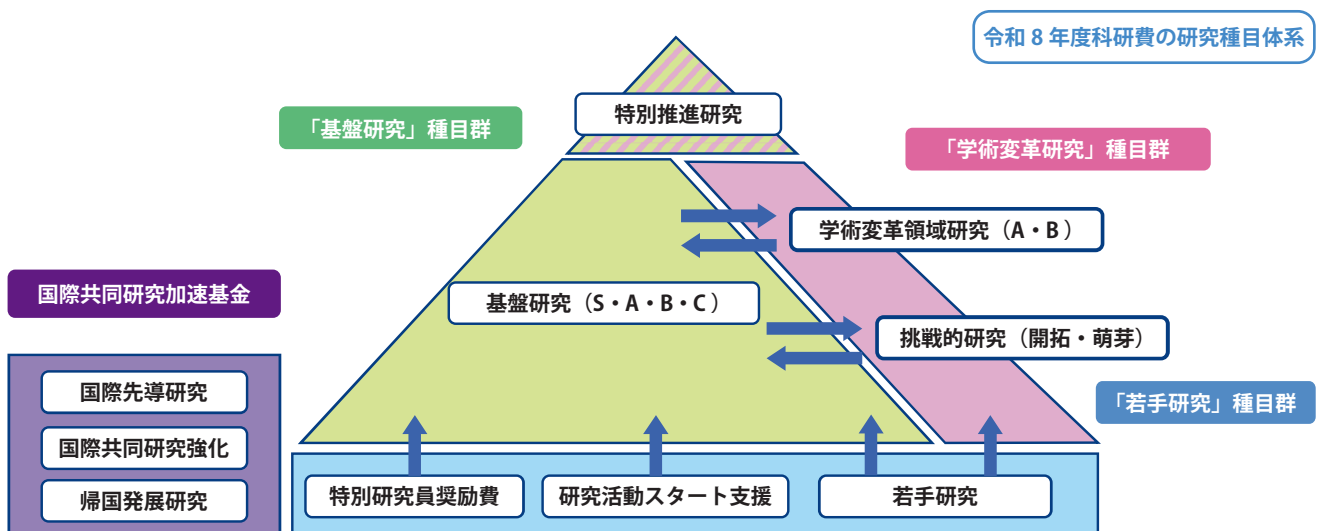 令和 8 年度科研費の研究種目体系
特別推進研究
「基盤研究」種目群
「学術変革研究」種目群
学術変革領域研究（A・B）
国際共同研究加速基金
基盤研究（S・A・B・C）
挑戦的研究（開拓・萌芽）
「若手研究」種目群
国際先導研究
国際共同研究強化
帰国発展研究
特別研究員奨励費
研究活動スタート支援
若手研究